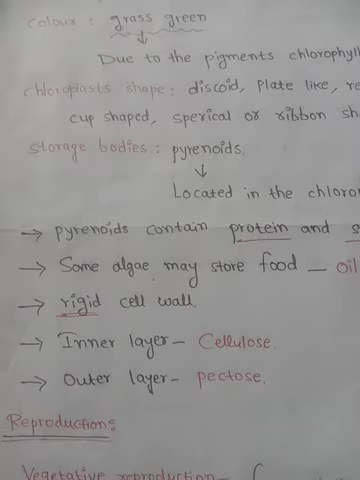 Colour : grass green
Due to the pigments chlorophyll
Chloroplasts shape : discoid, Plate like, re
cup shaped, sperical or ribbon sh
Storage bodies : pyrenoids.
Located in the chloro
→ pyrenoids contain protein and s
→ Some algae may store food – oil
→ rigid cell wall.
→ Inner layer – Cellulose.
→ Outer layer – pectose.
Reproduction:
Vegetative reproduction –